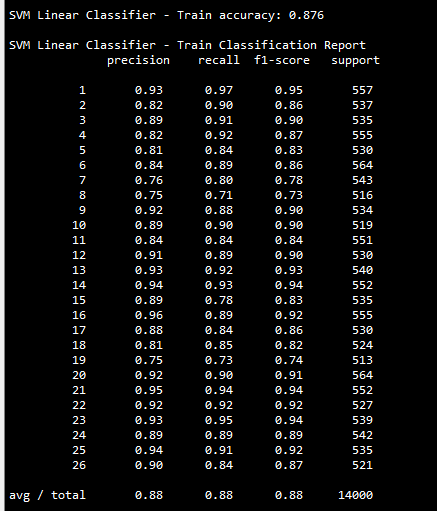 SVM Linear Classifier - Train accuracy: 0.876
SVM Linear Classifier - Train Classification Report
precision recall f1-score support
1 0.93 0.97 0.95 557
2 0.82 0.90 0.86 537
3 0.89 0.91 0.90 535
4 0.82 0.92 0.87 555
5 0.81 0.84 0.83 530
6 0.84 0.89 0.86 564
7 0.76 0.80 0.78 543
8 0.75 0.71 0.73 516
9 0.92 0.88 0.90 534
10 0.89 0.90 0.90 519
11 0.84 0.84 0.84 551
12 0.91 0.89 0.90 530
13 0.93 0.92 0.93 540
14 0.94 0.93 0.94 552
15 0.89 0.78 0.83 535
16 0.96 0.89 0.92 555
17 0.88 0.84 0.86 530
18 0.81 0.85 0.82 524
19 0.75 0.73 0.74 513
20 0.92 0.90 0.91 564
21 0.95 0.94 0.94 552
22 0.92 0.92 0.92 527
23 0.93 0.95 0.94 539
24 0.89 0.89 0.89 542
25 0.94 0.91 0.92 535
26 0.90 0.84 0.87 521
avg / total 0.88 0.88 0.88 14000